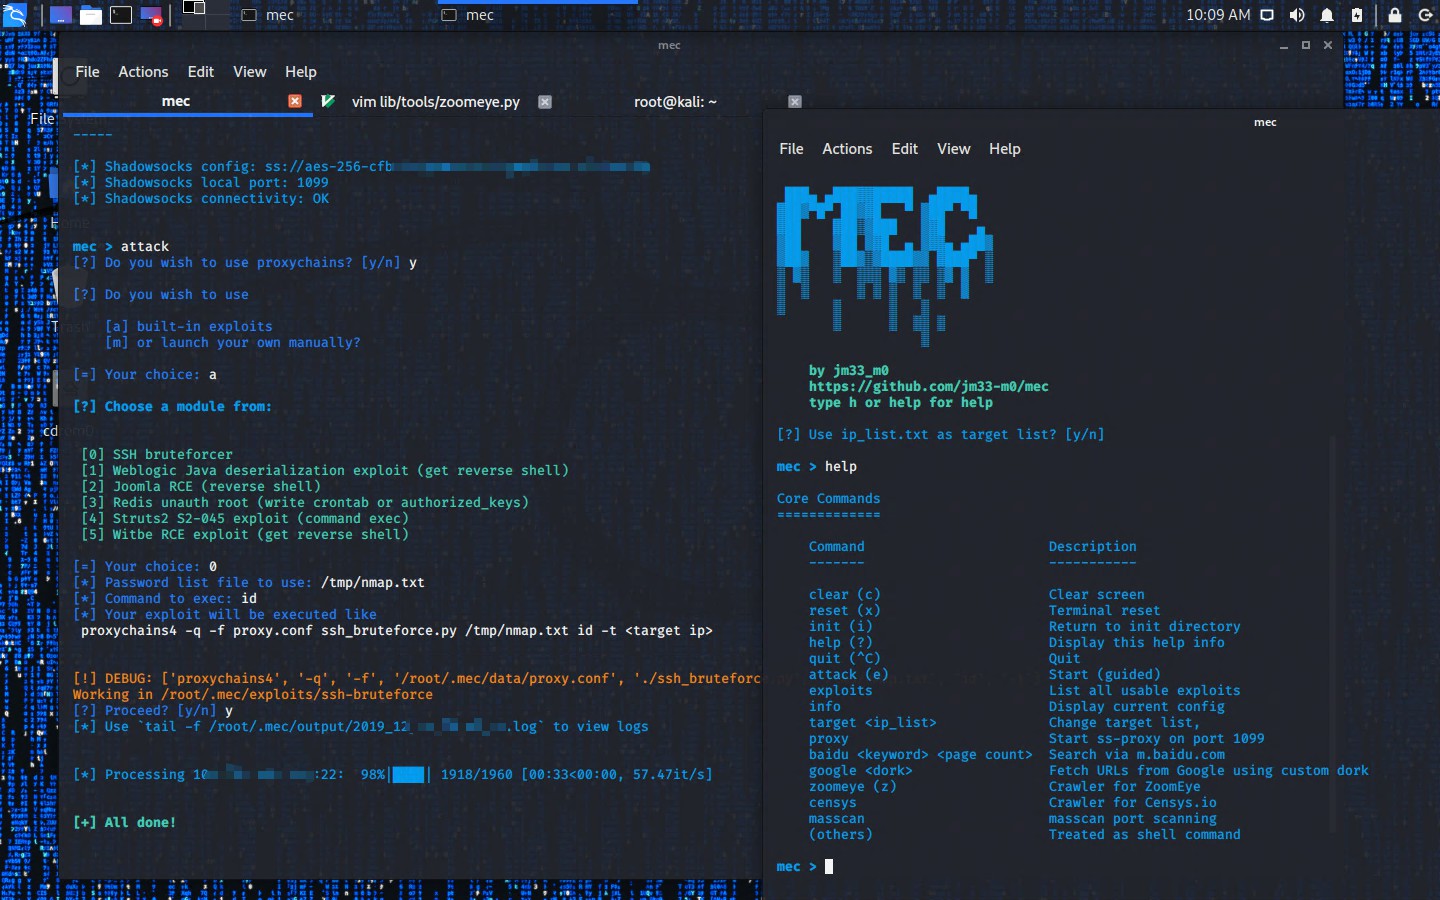 mec
mec
10:09 AM
mec
File Actions Edit View Help
mec
vim lib/tools/zoomeye.py
root@kali: ~
-----
[*] Shadowsocks config: ss://aes-256-cfb
[*] Shadowsocks local port: 1099
[*] Shadowsocks connectivity: OK
mec > attack
[?] Do you wish to use proxychains? [y/n] y
[?] Do you wish to use
[a] built-in exploits
[m] or launch your own manually?
[=] Your choice: a
[?] Choose a module from:
[0] SSH bruteforcer
[1] Weblogic Java deserialization exploit (get reverse shell)
[2] Joomla RCE (reverse shell)
[3] Redis unauth root (write crontab or authorized_keys)
[4] Struts2 S2-045 exploit (command exec)
[5] Witbe RCE exploit (get reverse shell)
[=] Your choice: 0
[*] Password list file to use: /tmp/nmap.txt
[*] Command to exec: id
[*] Your exploit will be executed like
proxychains4 -q -f proxy.conf ssh_bruteforce.py /tmp/nmap.txt id -t <target ip>
[!] DEBUG: ['proxychains4', '-q', '-f', '/root/.mec/data/proxy.conf', './ssh_bruteforc
Working in /root/.mec/exploits/ssh-bruteforce
[?] Proceed? [y/n] y
[*] Use `tail -f /root/.mec/output/2019_12 .log` to view logs
[*] Processing 10 :22: 98%| | 1918/1960 [00:33<00:00, 57.47it/s]
[+] All done!
File
mec
File Actions Edit View Help
MEC
by jm33_m0
https://github.com/jm33-m0/mec
type h or help for help
[?] Use ip_list.txt as target list? [y/n]
mec > help
Core Commands
=============
Command Description
------- -----------
clear (c) Clear screen
reset (x) Terminal reset
init (i) Return to init directory
help (?) Display this help info
quit (^C) Quit
attack (e) Start (guided)
exploits List all usable exploits
info Display current config
target <ip_list> Change target list,
proxy Start ss-proxy on port 1099
baidu <keyword> <page count> Search via m.baidu.com
google <dork> Fetch URLs from Google using custom dork
zoomeye (z) Crawler for ZoomEye
censys Crawler for Censys.io
masscan masscan port scanning
(others) Treated as shell command
mec >